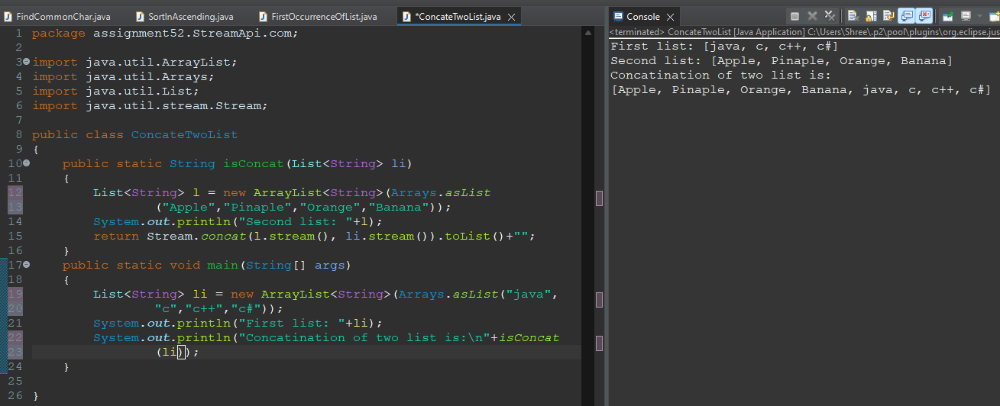 FindCommonChar.java SortInAscending.java FirstOccurrenceOfList.java *ConcateTwoList.java
1 package assignment52.StreamApi.com;
2
3 import java.util.ArrayList;
4 import java.util.Arrays;
5 import java.util.List;
6 import java.util.stream.Stream;
7
8 public class ConcateTwoList
9 {
10 public static String isConcat(List<String> li)
11 {
12 List<String> l = new ArrayList<String>(Arrays.asList
13 ("Apple","Pinaple","Orange","Banana"));
14 System.out.println("Second list: "+l);
15 return Stream.concat(l.stream(), li.stream()).toList()+"";
16 }
17 public static void main(String[] args)
18 {
19 List<String> li = new ArrayList<String>(Arrays.asList("java",
20 "c","c++","c#"));
21 System.out.println("First list: "+li);
22 System.out.println("Concatination of two list is:\n"+isConcat
23 (li));
24 }
25
26 }
Console
<terminated> ConcateTwoList [Java Application] C:\Users\Shree\.p2\pool\plugins\org.eclipse.jus
First list: [java, c, c++, c#]
Second list: [Apple, Pinaple, Orange, Banana]
Concatination of two list is:
[Apple, Pinaple, Orange, Banana, java, c, c++, c#]